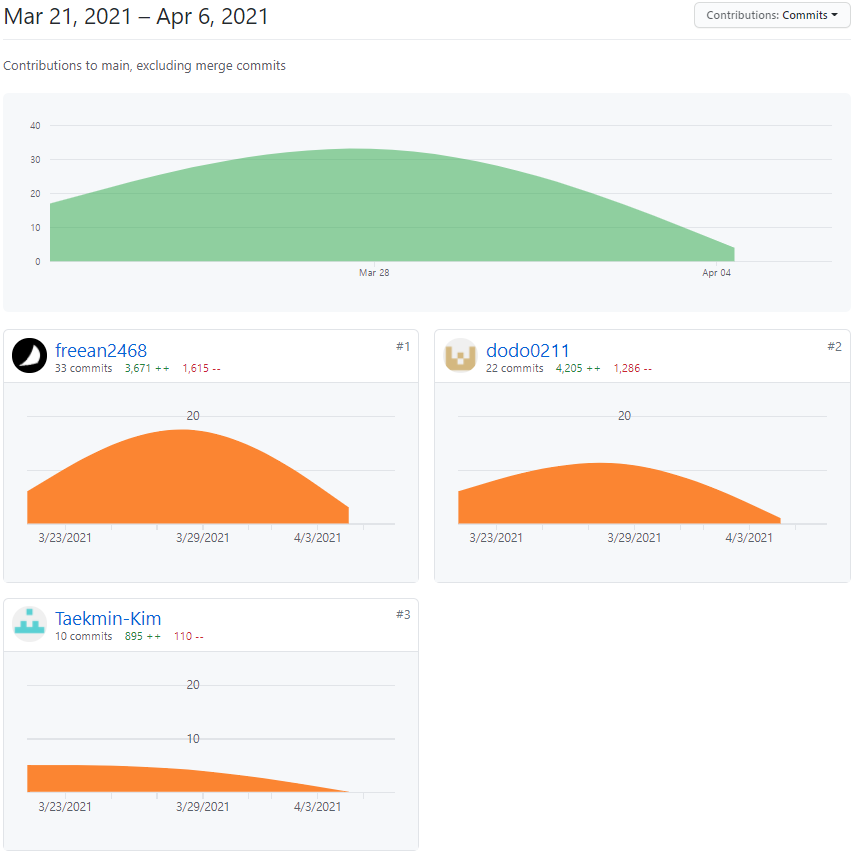 Mar 21, 2021 – Apr 6, 2021
Contributions: Commits
Contributions to main, excluding merge commits
40
30
20
10
0
Mar 28
Apr 04
freean2468
#1
33 commits 3,671 ++ 1,615 --
20
3/23/2021 3/29/2021 4/3/2021
dodo0211
#2
22 commits 4,205 ++ 1,286 --
20
3/23/2021 3/29/2021 4/3/2021
Taekmin-Kim
#3
10 commits 895 ++ 110 --
20
10
3/23/2021 3/29/2021 4/3/2021